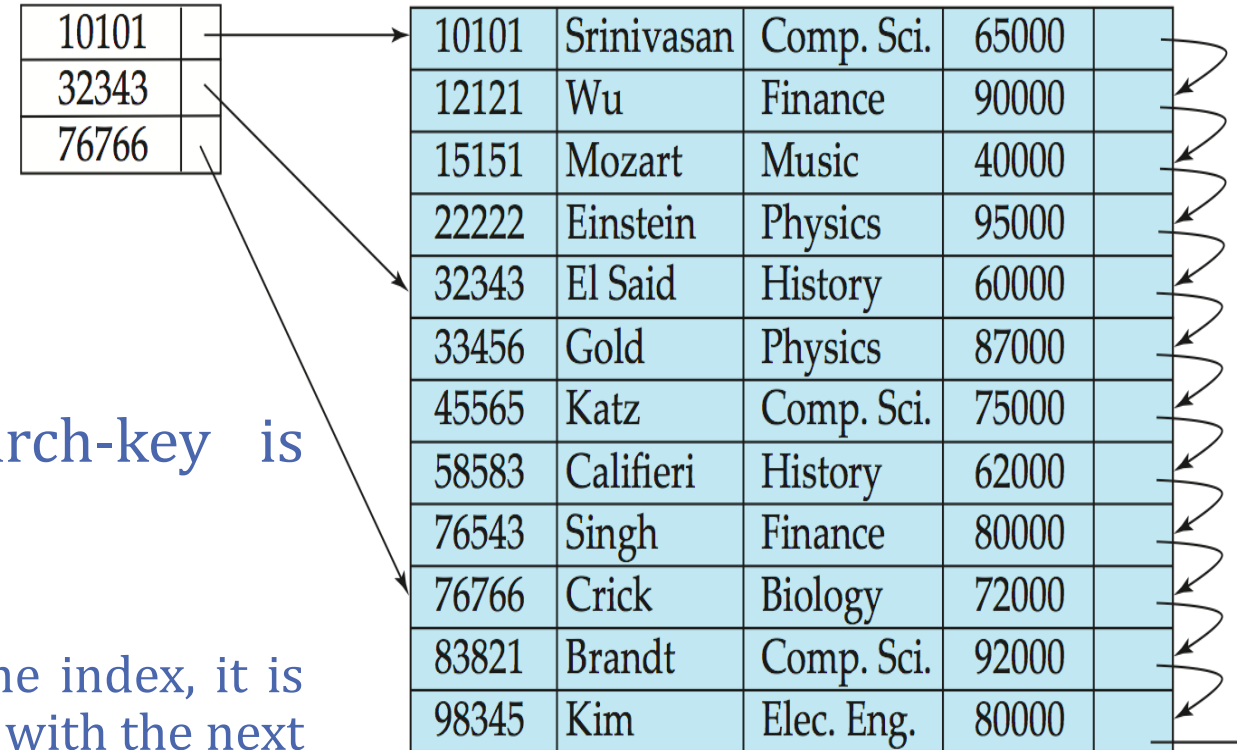 10101
32343
76766
10101 Srinivasan Comp. Sci. 65000
12121 Wu Finance 90000
15151 Mozart Music 40000
22222 Einstein Physics 95000
32343 El Said History 60000
33456 Gold Physics 87000
45565 Katz Comp. Sci. 75000
58583 Califieri History 62000
76543 Singh Finance 80000
76766 Crick Biology 72000
83821 Brandt Comp. Sci. 92000
98345 Kim Elec. Eng. 80000
rch-key is
index, it is
with the next